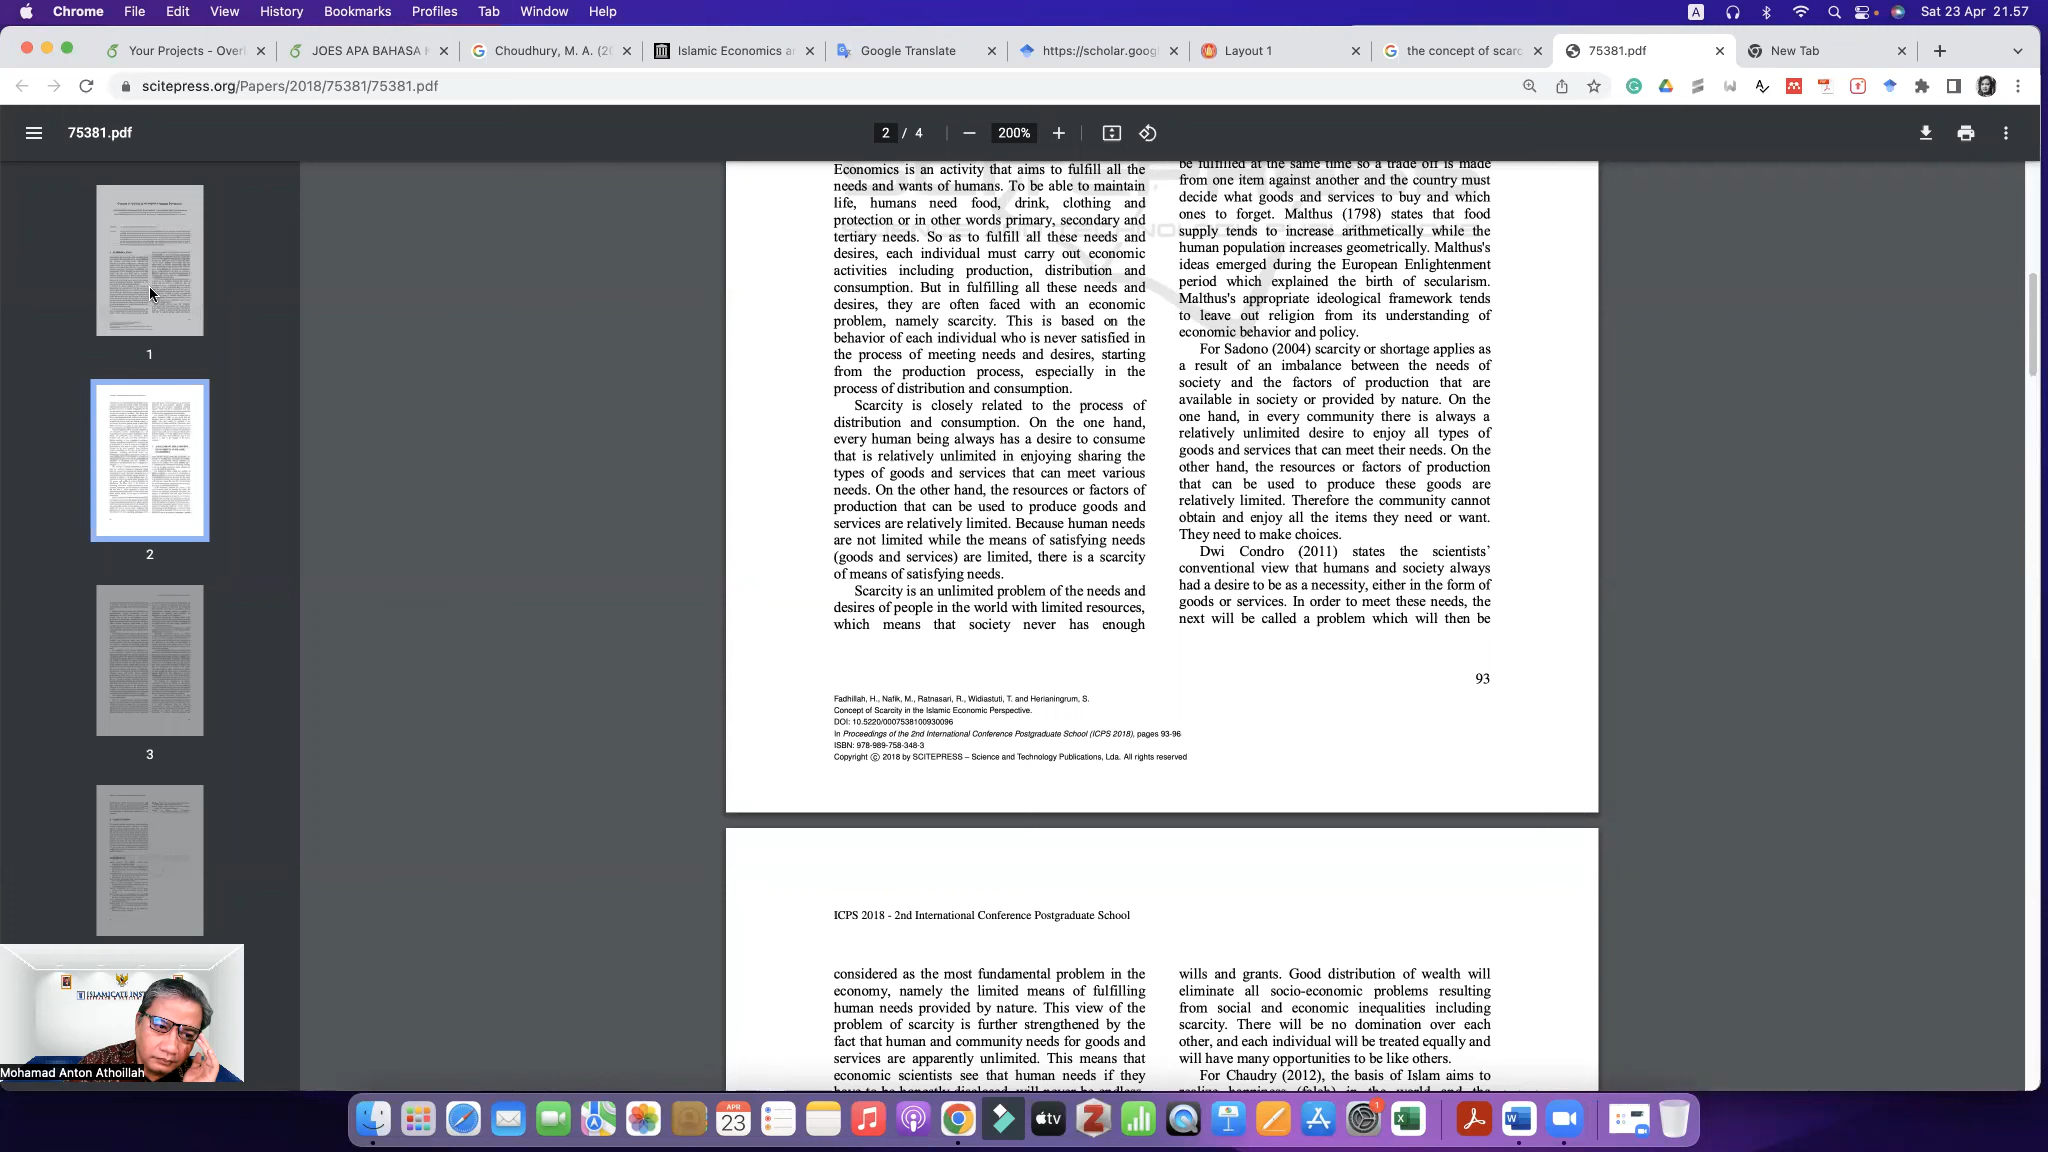 Chrome File Edit View History Bookmarks Profiles Tab Window Help
A
Sat 23 Apr 21.57
Your Projects - Overl
JOES APA BAHASA
Choudhury, M. A. (20
Islamic Economics a
Google Translate
https://scholar.goog
Layout 1
the concept of scarc
75381.pdf
New Tab
scitepress.org/Papers/2018/75381/75381.pdf
75381.pdf
2 / 4
200%
1
2
3
Economics is an activity that aims to fulfill all the
needs and wants of humans. To be able to maintain
life, humans need food, drink, clothing and
protection or in other words primary, secondary and
tertiary needs. So as to fulfill all these needs and
desires, each individual must carry out economic
activities including production, distribution and
consumption. But in fulfilling all these needs and
desires, they are often faced with an economic
problem, namely scarcity. This is based on the
behavior of each individual who is never satisfied in
the process of meeting needs and desires, starting
from the production process, especially in the
process of distribution and consumption.
Scarcity is closely related to the process of
distribution and consumption. On the one hand,
every human being always has a desire to consume
that is relatively unlimited in enjoying sharing the
types of goods and services that can meet various
needs. On the other hand, the resources or factors of
production that can be used to produce goods and
services are relatively limited. Because human needs
are not limited while the means of satisfying needs
(goods and services) are limited, there is a scarcity
of means of satisfying needs.
Scarcity is an unlimited problem of the needs and
desires of people in the world with limited resources,
which means that society never has enough
be fulfilled at the same time so a trade off is made
from one item against another and the country must
decide what goods and services to buy and which
ones to forget. Malthus (1798) states that food
supply tends to increase arithmetically while the
human population increases geometrically. Malthus's
ideas emerged during the European Enlightenment
period which explained the birth of secularism.
Malthus's appropriate ideological framework tends
to leave out religion from its understanding of
economic behavior and policy.
For Sadono (2004) scarcity or shortage applies as
a result of an imbalance between the needs of
society and the factors of production that are
available in society or provided by nature. On the
one hand, in every community there is always a
relatively unlimited desire to enjoy all types of
goods and services that can meet their needs. On the
other hand, the resources or factors of production
that can be used to produce these goods are
relatively limited. Therefore the community cannot
obtain and enjoy all the items they need or want.
They need to make choices.
Dwi Condro (2011) states the scientists’
conventional view that humans and society always
had a desire to be as a necessity, either in the form of
goods or services. In order to meet these needs, the
next will be called a problem which will then be
93
Fadhillah, H., Nafik, M., Ratnasari, R., Widiastuti, T. and Herianingrum, S.
Concept of Scarcity in the Islamic Economic Perspective.
DOI: 10.5220/0007538100930096
In Proceedings of the 2nd International Conference Postgraduate School (ICPS 2018), pages 93-96
ISBN: 978-989-758-348-3
Copyright © 2018 by SCITEPRESS – Science and Technology Publications, Lda. All rights reserved
ICPS 2018 - 2nd International Conference Postgraduate School
considered as the most fundamental problem in the
economy, namely the limited means of fulfilling
human needs provided by nature. This view of the
problem of scarcity is further strengthened by the
fact that human and community needs for goods and
services are apparently unlimited. This means that
economic scientists see that human needs if they
wills and grants. Good distribution of wealth will
eliminate all socio-economic problems resulting
from social and economic inequalities including
scarcity. There will be no domination over each
other, and each individual will be treated equally and
will have many opportunities to be like others.
For Chaudry (2012), the basis of Islam aims to
ISLAMICATE INST
Mohamad Anton Athoillah
APR
23
tv
1